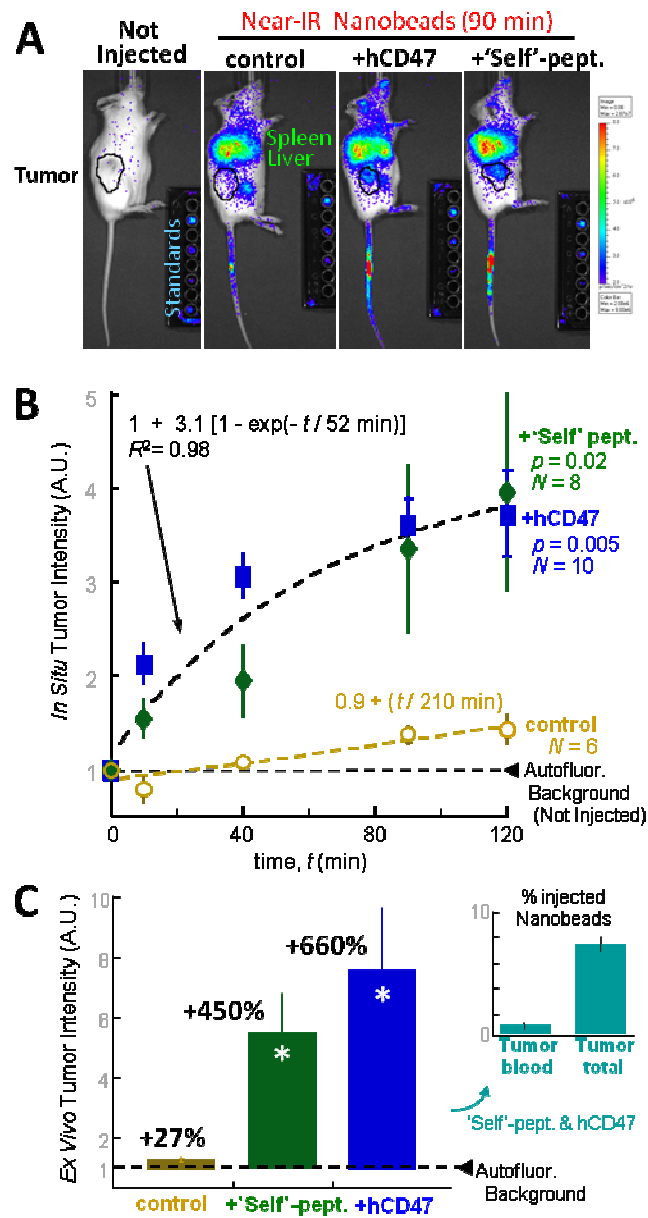 A
Not
Injected
Near-IR Nanobeads (90 min)
control
+hCD47
+'Self'-pept.
Tumor
Spleen
Liver
Standards
Image
Color Bar
B
5
4
3
2
1
In Situ Tumor Intensity (A.U.)
1 + 3.1 [1 - exp(- t / 52 min)]
R²= 0.98
+'Self' pept.
p = 0.02
N = 8
+hCD47
p = 0.005
N = 10
0.9 + (t / 210 min)
control
N = 6
Autofluor.
Background
(Not Injected)
0
40
80
120
time, t (min)
C
10
8
6
4
2
1
Ex Vivo Tumor Intensity (A.U.)
+27%
+450%
+660%
*
*
control
+'Self'-pept.
+hCD47
% injected
Nanobeads
10
0
Tumor
blood
Tumor
total
'Self'-pept. & hCD47
Autofluor.
Background